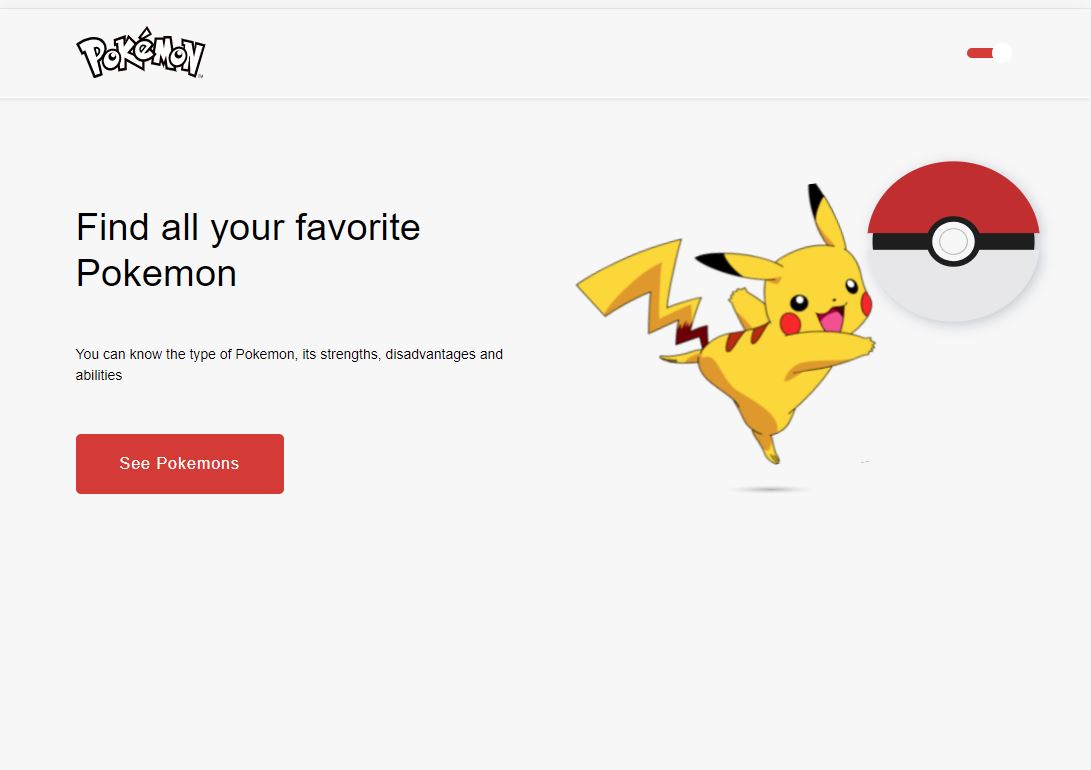 POKéMON
TM
Find all your favorite
Pokemon
You can know the type of Pokemon, its strengths, disadvantages and
abilities
See Pokemons